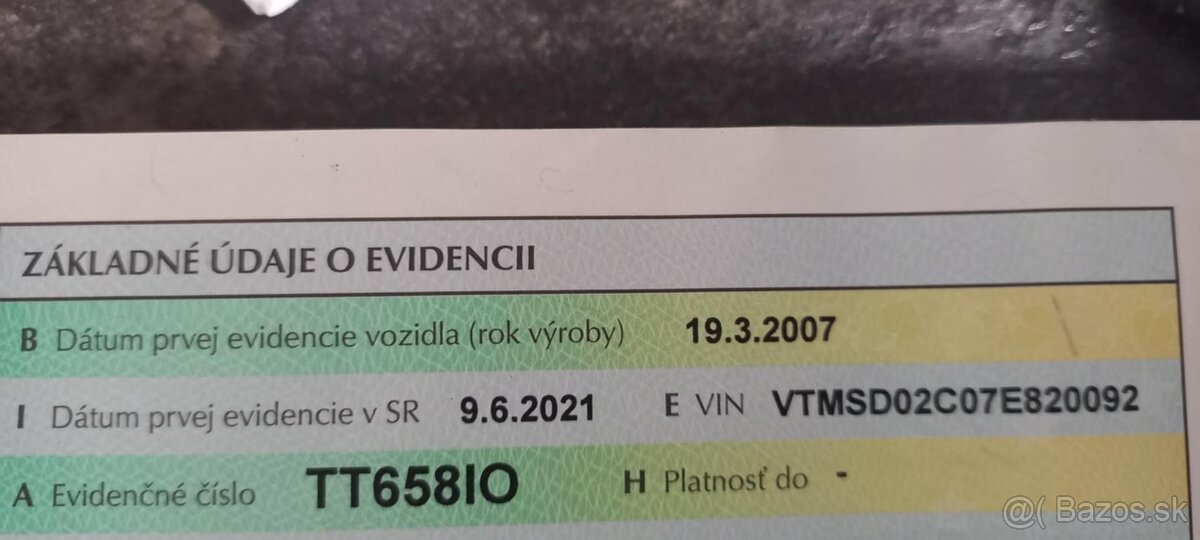 ZÁKLADNÉ ÚDAJE O EVIDENCII
B Dátum prvej evidencie vozidla (rok výroby) 19.3.2007
I Dátum prvej evidencie v SR 9.6.2021 E VIN VTMSD02C07E820092
A Evidenčné číslo TT658IO H Platnosť do -
@( Bazos.sk